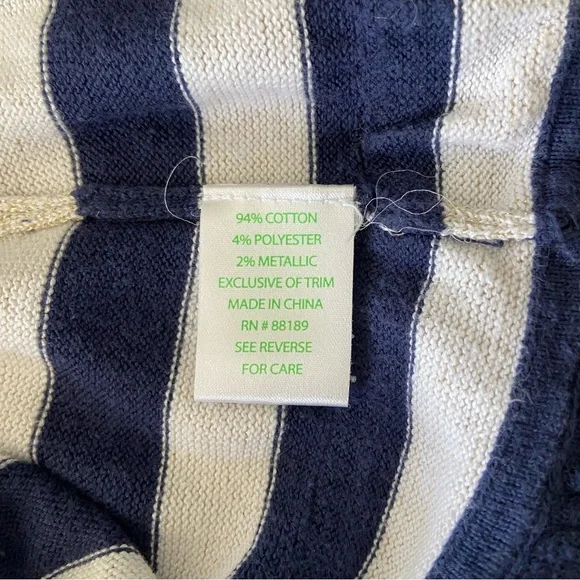 94% COTTON
4% POLYESTER
2% METALLIC
EXCLUSIVE OF TRIM
MADE IN CHINA
RN # 88189
SEE REVERSE
FOR CARE